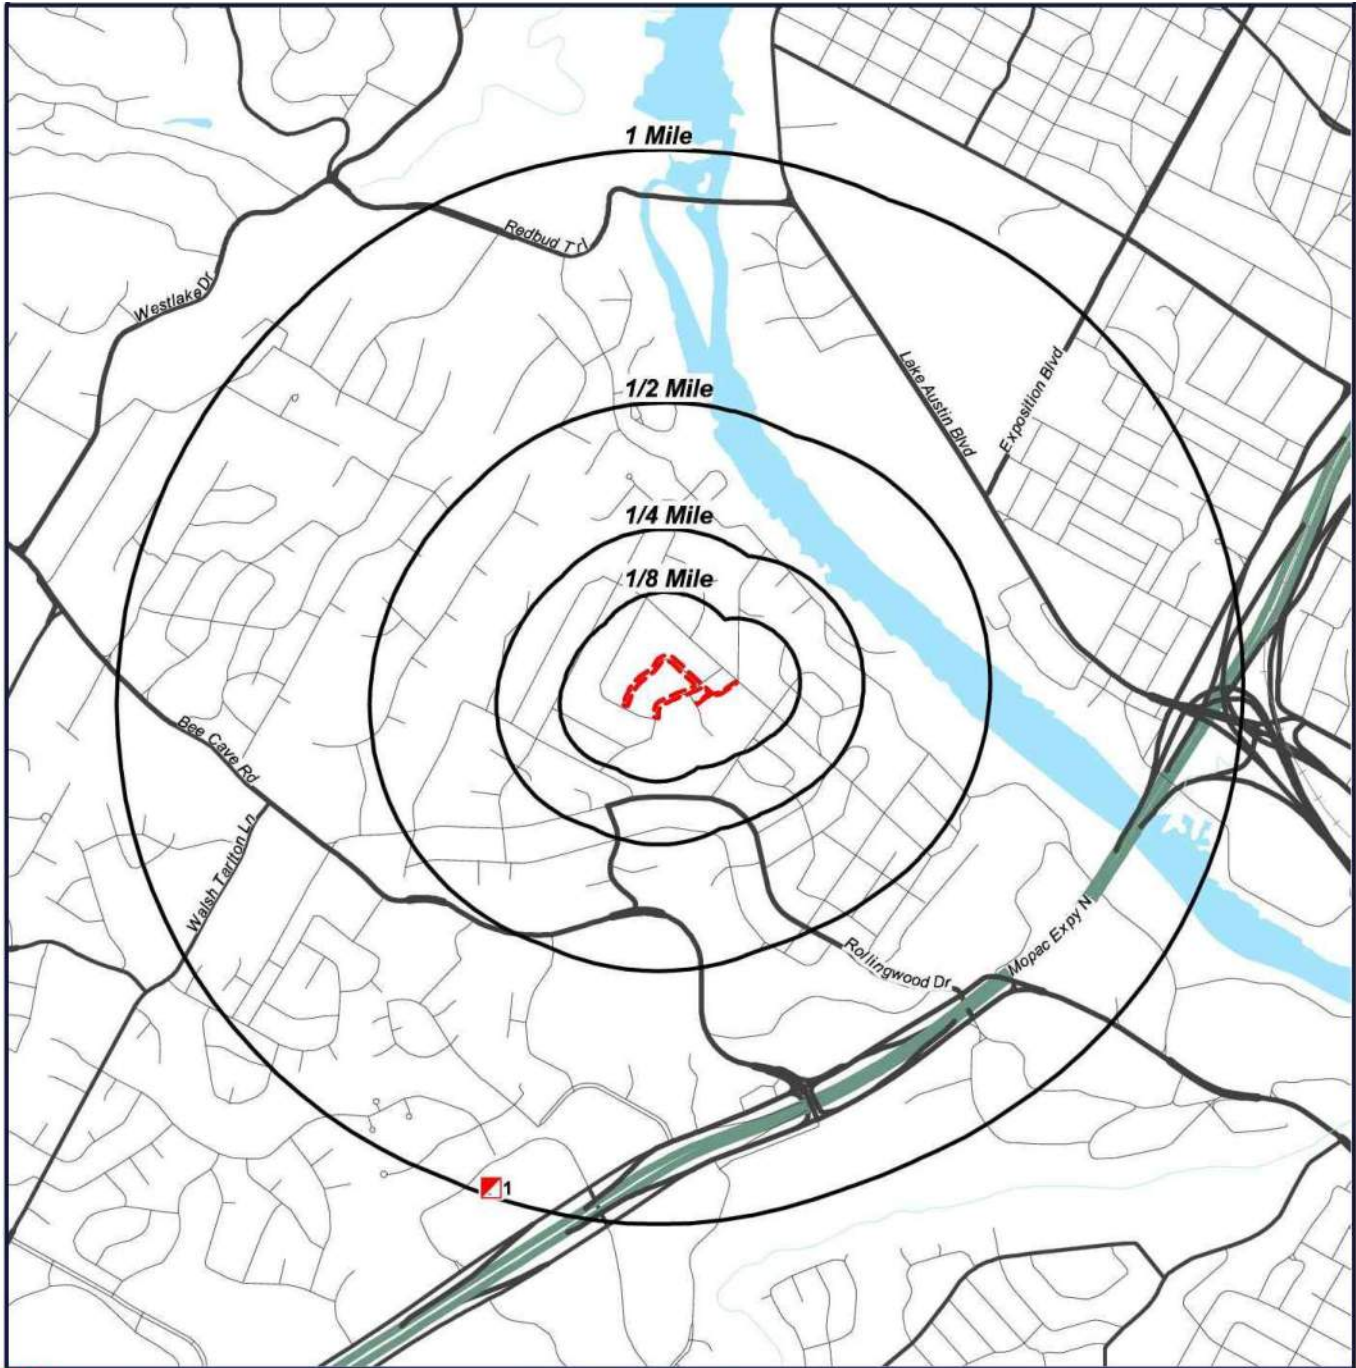 1 Mile
Redbud Trl
Westlake Dr
Lake Austin Blvd
Exposition Blvd
1/2 Mile
1/4 Mile
1/8 Mile
Bee Cave Rd
Walsh Tarlton Ln
Rollingwood Dr
Mopac Expy N
1